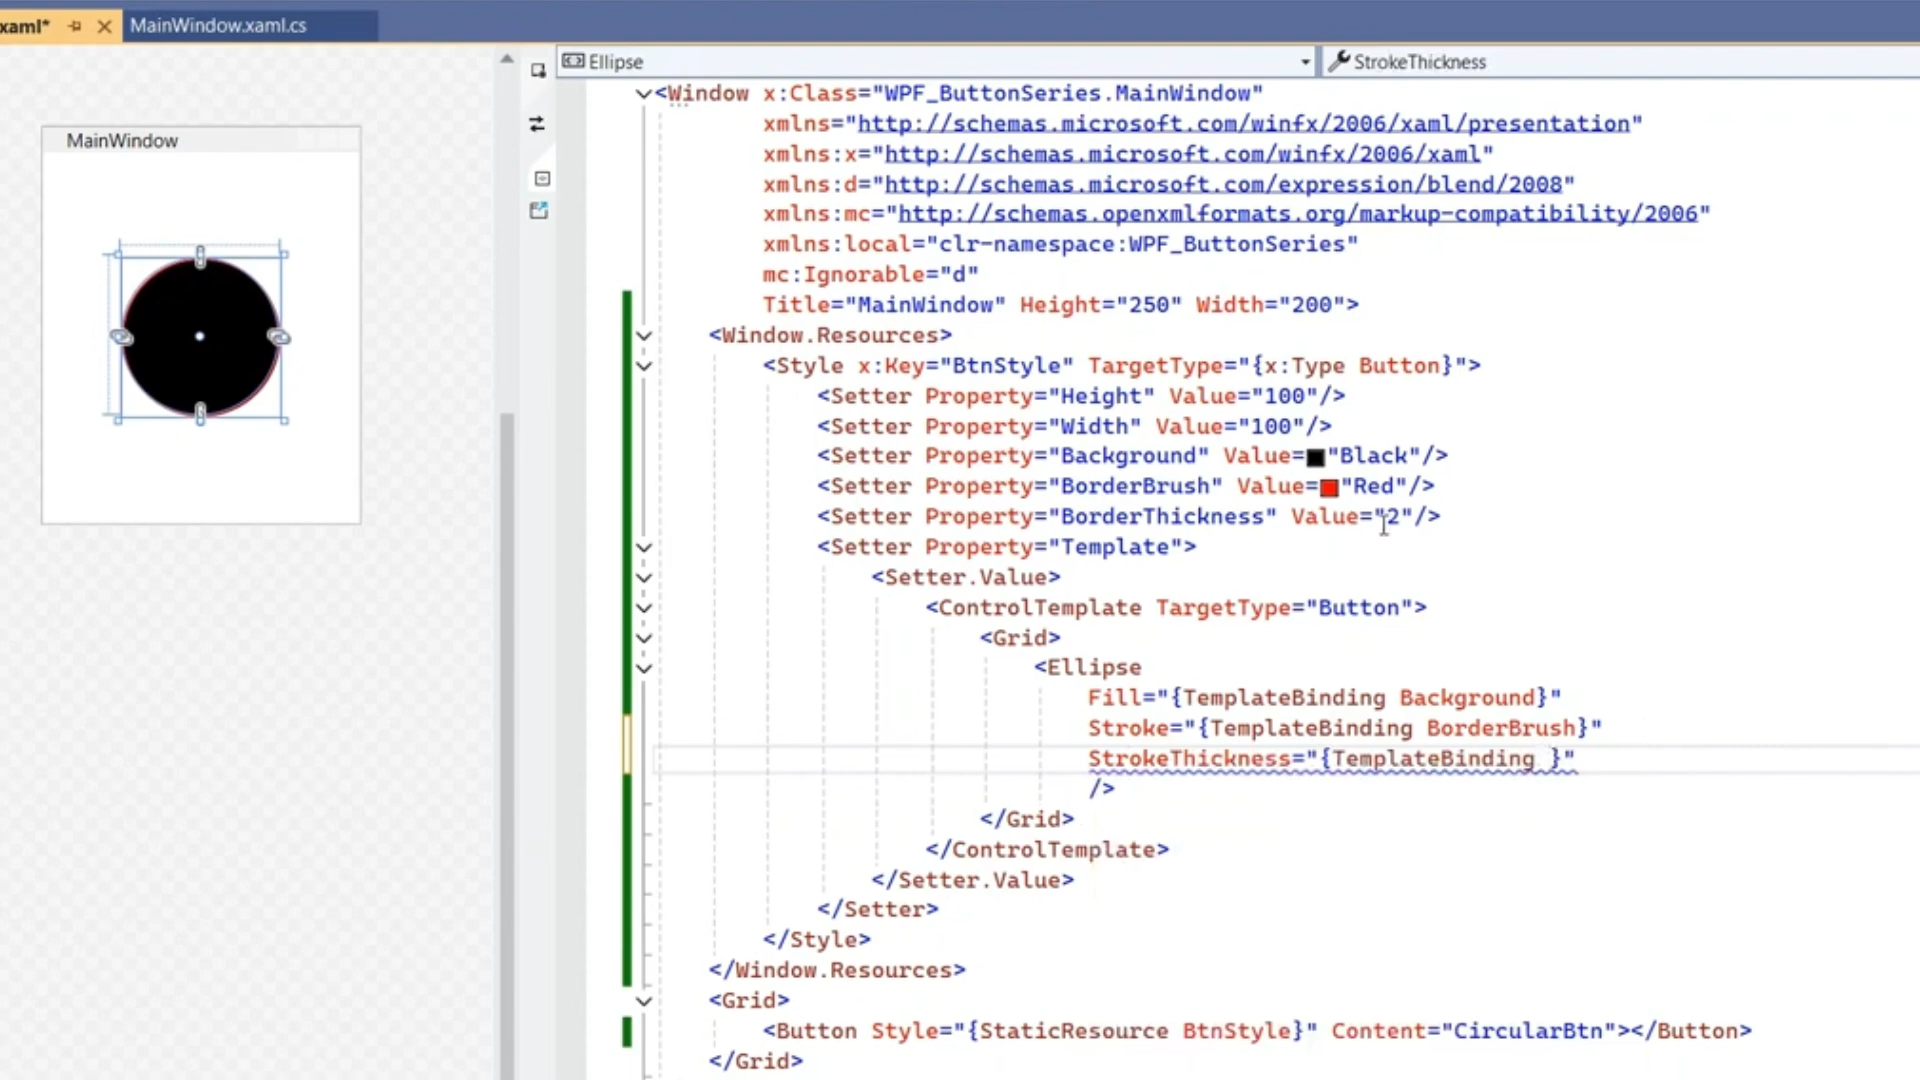 xaml*
MainWindow.xaml.cs
Ellipse
StrokeThickness
MainWindow
<Window x:Class="WPF_ButtonSeries.MainWindow"
xmlns="http://schemas.microsoft.com/winfx/2006/xaml/presentation"
xmlns:x="http://schemas.microsoft.com/winfx/2006/xaml"
xmlns:d="http://schemas.microsoft.com/expression/blend/2008"
xmlns:mc="http://schemas.openxmlformats.org/markup-compatibility/2006"
xmlns:local="clr-namespace:WPF_ButtonSeries"
mc:Ignorable="d"
Title="MainWindow" Height="250" Width="200">
<Window.Resources>
<Style x:Key="BtnStyle" TargetType="{x:Type Button}">
<Setter Property="Height" Value="100"/>
<Setter Property="Width" Value="100"/>
<Setter Property="Background" Value="Black"/>
<Setter Property="BorderBrush" Value="Red"/>
<Setter Property="BorderThickness" Value="2"/>
<Setter Property="Template">
<Setter.Value>
<ControlTemplate TargetType="Button">
<Grid>
<Ellipse
Fill="{TemplateBinding Background}"
Stroke="{TemplateBinding BorderBrush}"
StrokeThickness="{TemplateBinding }"
/>
</Grid>
</ControlTemplate>
</Setter.Value>
</Setter>
</Style>
</Window.Resources>
<Grid>
<Button Style="{StaticResource BtnStyle}" Content="CircularBtn"></Button>
</Grid>